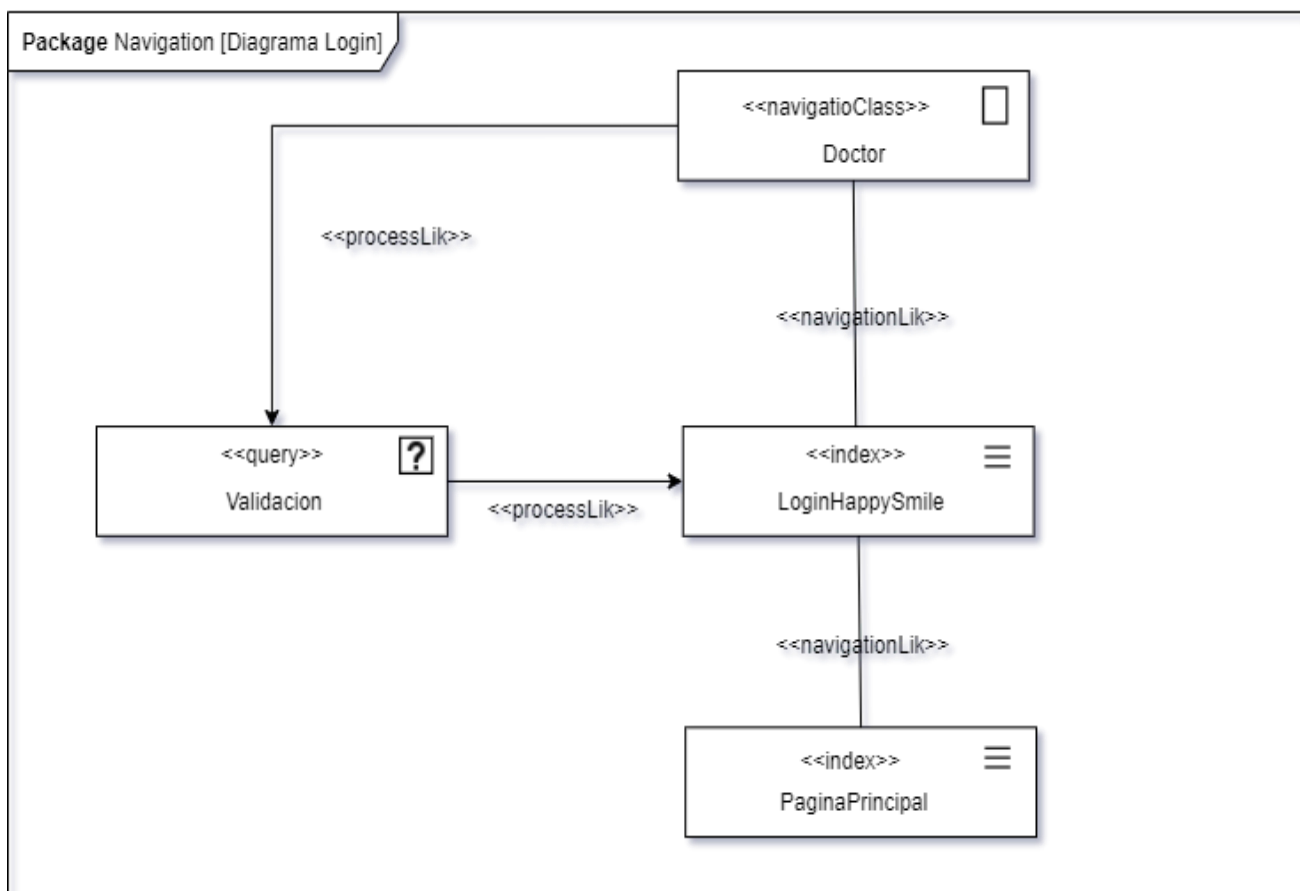 Package Navigation [Diagrama Login]
<<navigatioClass>>
Doctor
<<processLik>>
<<navigationLik>>
<<query>>
?
Validacion
<<processLik>>
<<index>>
LoginHappySmile
<<navigationLik>>
<<index>>
PaginaPrincipal